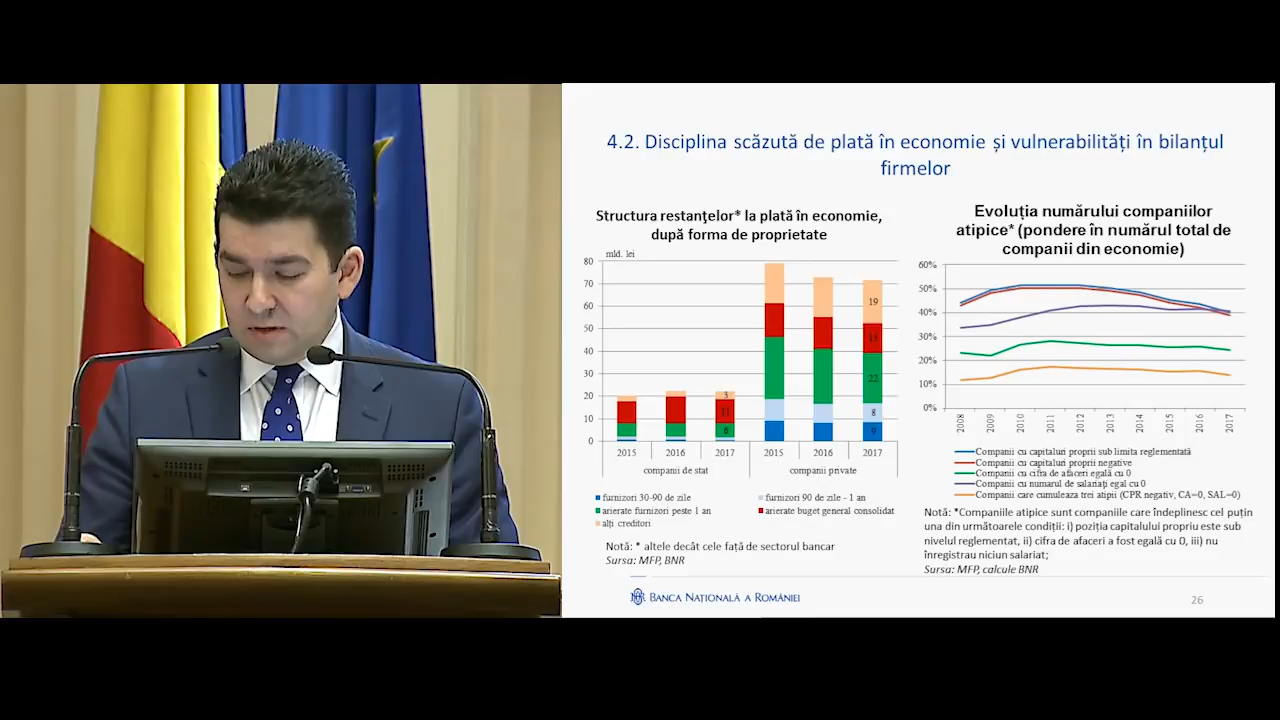 4.2. Disciplina scăzută de plată în economie și vulnerabilități în bilanțul
firmelor
Structura restanţelor* la plată în economie,
după forma de proprietate
mld. lei
80
70
60
50
40
30
20
10
0
3
11
6
19
13
22
8
9
2015 2016 2017 2015 2016 2017
companii de stat companii private
furnizori 30-90 de zile furnizori 90 de zile - 1 an
arierate furnizori peste 1 an arierate buget general consolidat
alți creditori
Notă: * altele decât cele față de sectorul bancar
Sursa: MFP, BNR
Evoluția numărului companiilor
atipice* (pondere în numărul total de
companii din economie)
60%
50%
40%
30%
20%
10%
0%
2008 2009 2010 2011 2012 2013 2014 2015 2016 2017
Companii cu capitaluri proprii sub limita reglementată
Companii cu capitaluri proprii negative
Companii cu cifra de afaceri egală cu 0
Companii cu numarul de salariați egal cu 0
Companii care cumuleaza trei atipii (CPR negativ, CA=0, SAL=0)
Notă: *Companiile atipice sunt companiile care îndeplinesc cel puțin
una din următoarele condiții: i) poziția capitalului propriu este sub
nivelul reglementat, ii) cifra de afaceri a fost egală cu 0, iii) nu
înregistrau niciun salariat;
Sursa: MFP, calcule BNR
BANCA NAȚIONALĂ A ROMÂNIEI
26